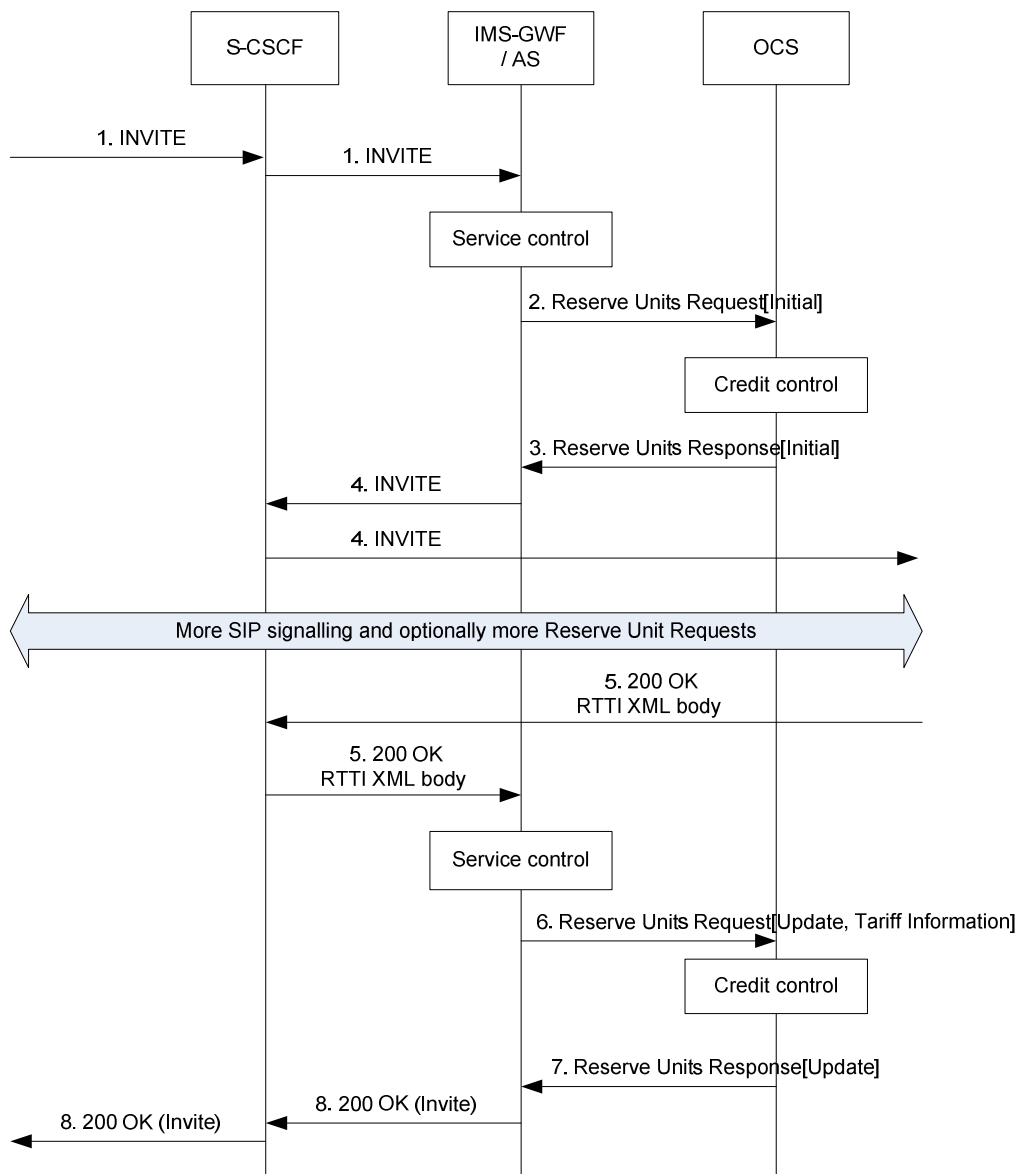 S-CSCF
IMS-GWF
/ AS
OCS
1. INVITE
1. INVITE
Service control
2. Reserve Units Request[Initial]
Credit control
3. Reserve Units Response[Initial]
4. INVITE
4. INVITE
More SIP signalling and optionally more Reserve Unit Requests
5. 200 OK
RTTI XML body
5. 200 OK
RTTI XML body
Service control
6. Reserve Units Request[Update, Tariff Information]
Credit control
7. Reserve Units Response[Update]
8. 200 OK (Invite)
8. 200 OK (Invite)